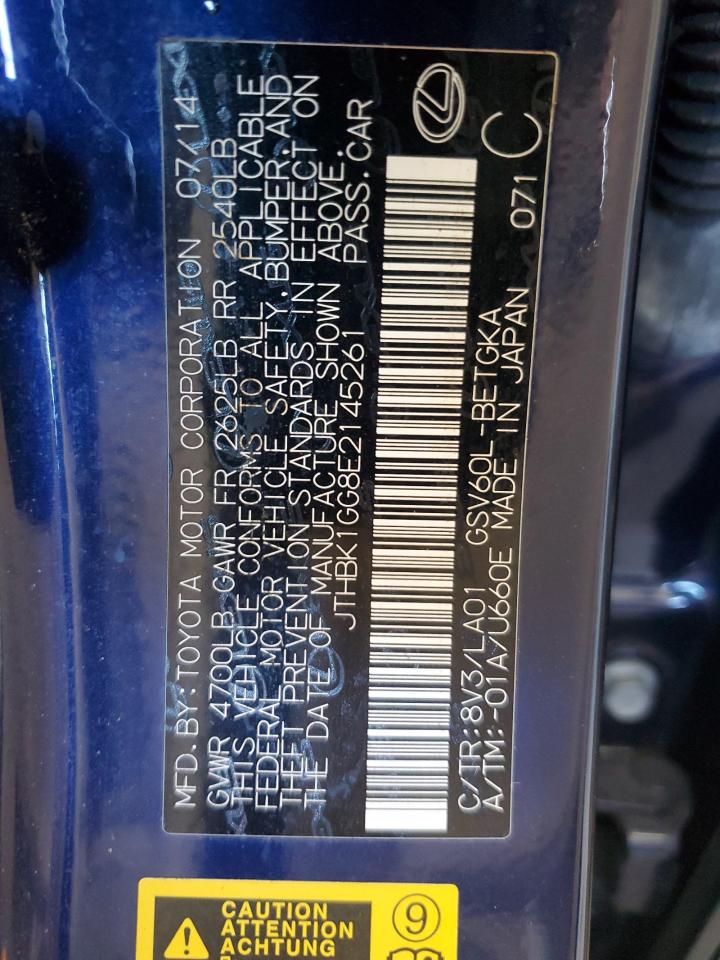 MFD.BY:TOYOTA MOTOR CORPORATION 07/14
GVWR 4700LB GAWR FR 2625LB RR 2540LB
THIS VEHICLE CONFORMS TO ALL APPLICABLE
FEDERAL MOTOR VEHICLE SAFETY,BUMPER,AND
THEFT PREVENTION STANDARDS IN EFFECT ON
THE DATE OF MANUFACTURE SHOWN ABOVE.
JTHBK1GG8E2145261 PASS.CAR
C/TR:8V3/LA01 GSV60L-BETGKA
A/TM:-01A/U660E MADE IN JAPAN 071 C
CAUTION
ATTENTION
ACHTUNG
9